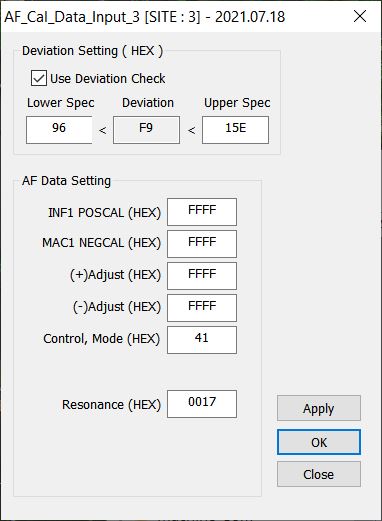 AF_Cal_Data_Input_3 [SITE : 3] - 2021.07.18
Deviation Setting ( HEX )
Use Deviation Check
Lower Spec Deviation Upper Spec
96 < F9 < 15E
AF Data Setting
INF1 POSCAL (HEX) FFFF
MAC1 NEGCAL (HEX) FFFF
(+)Adjust (HEX) FFFF
(-)Adjust (HEX) FFFF
Control, Mode (HEX) 41
Resonance (HEX) 0017
Apply
OK
Close